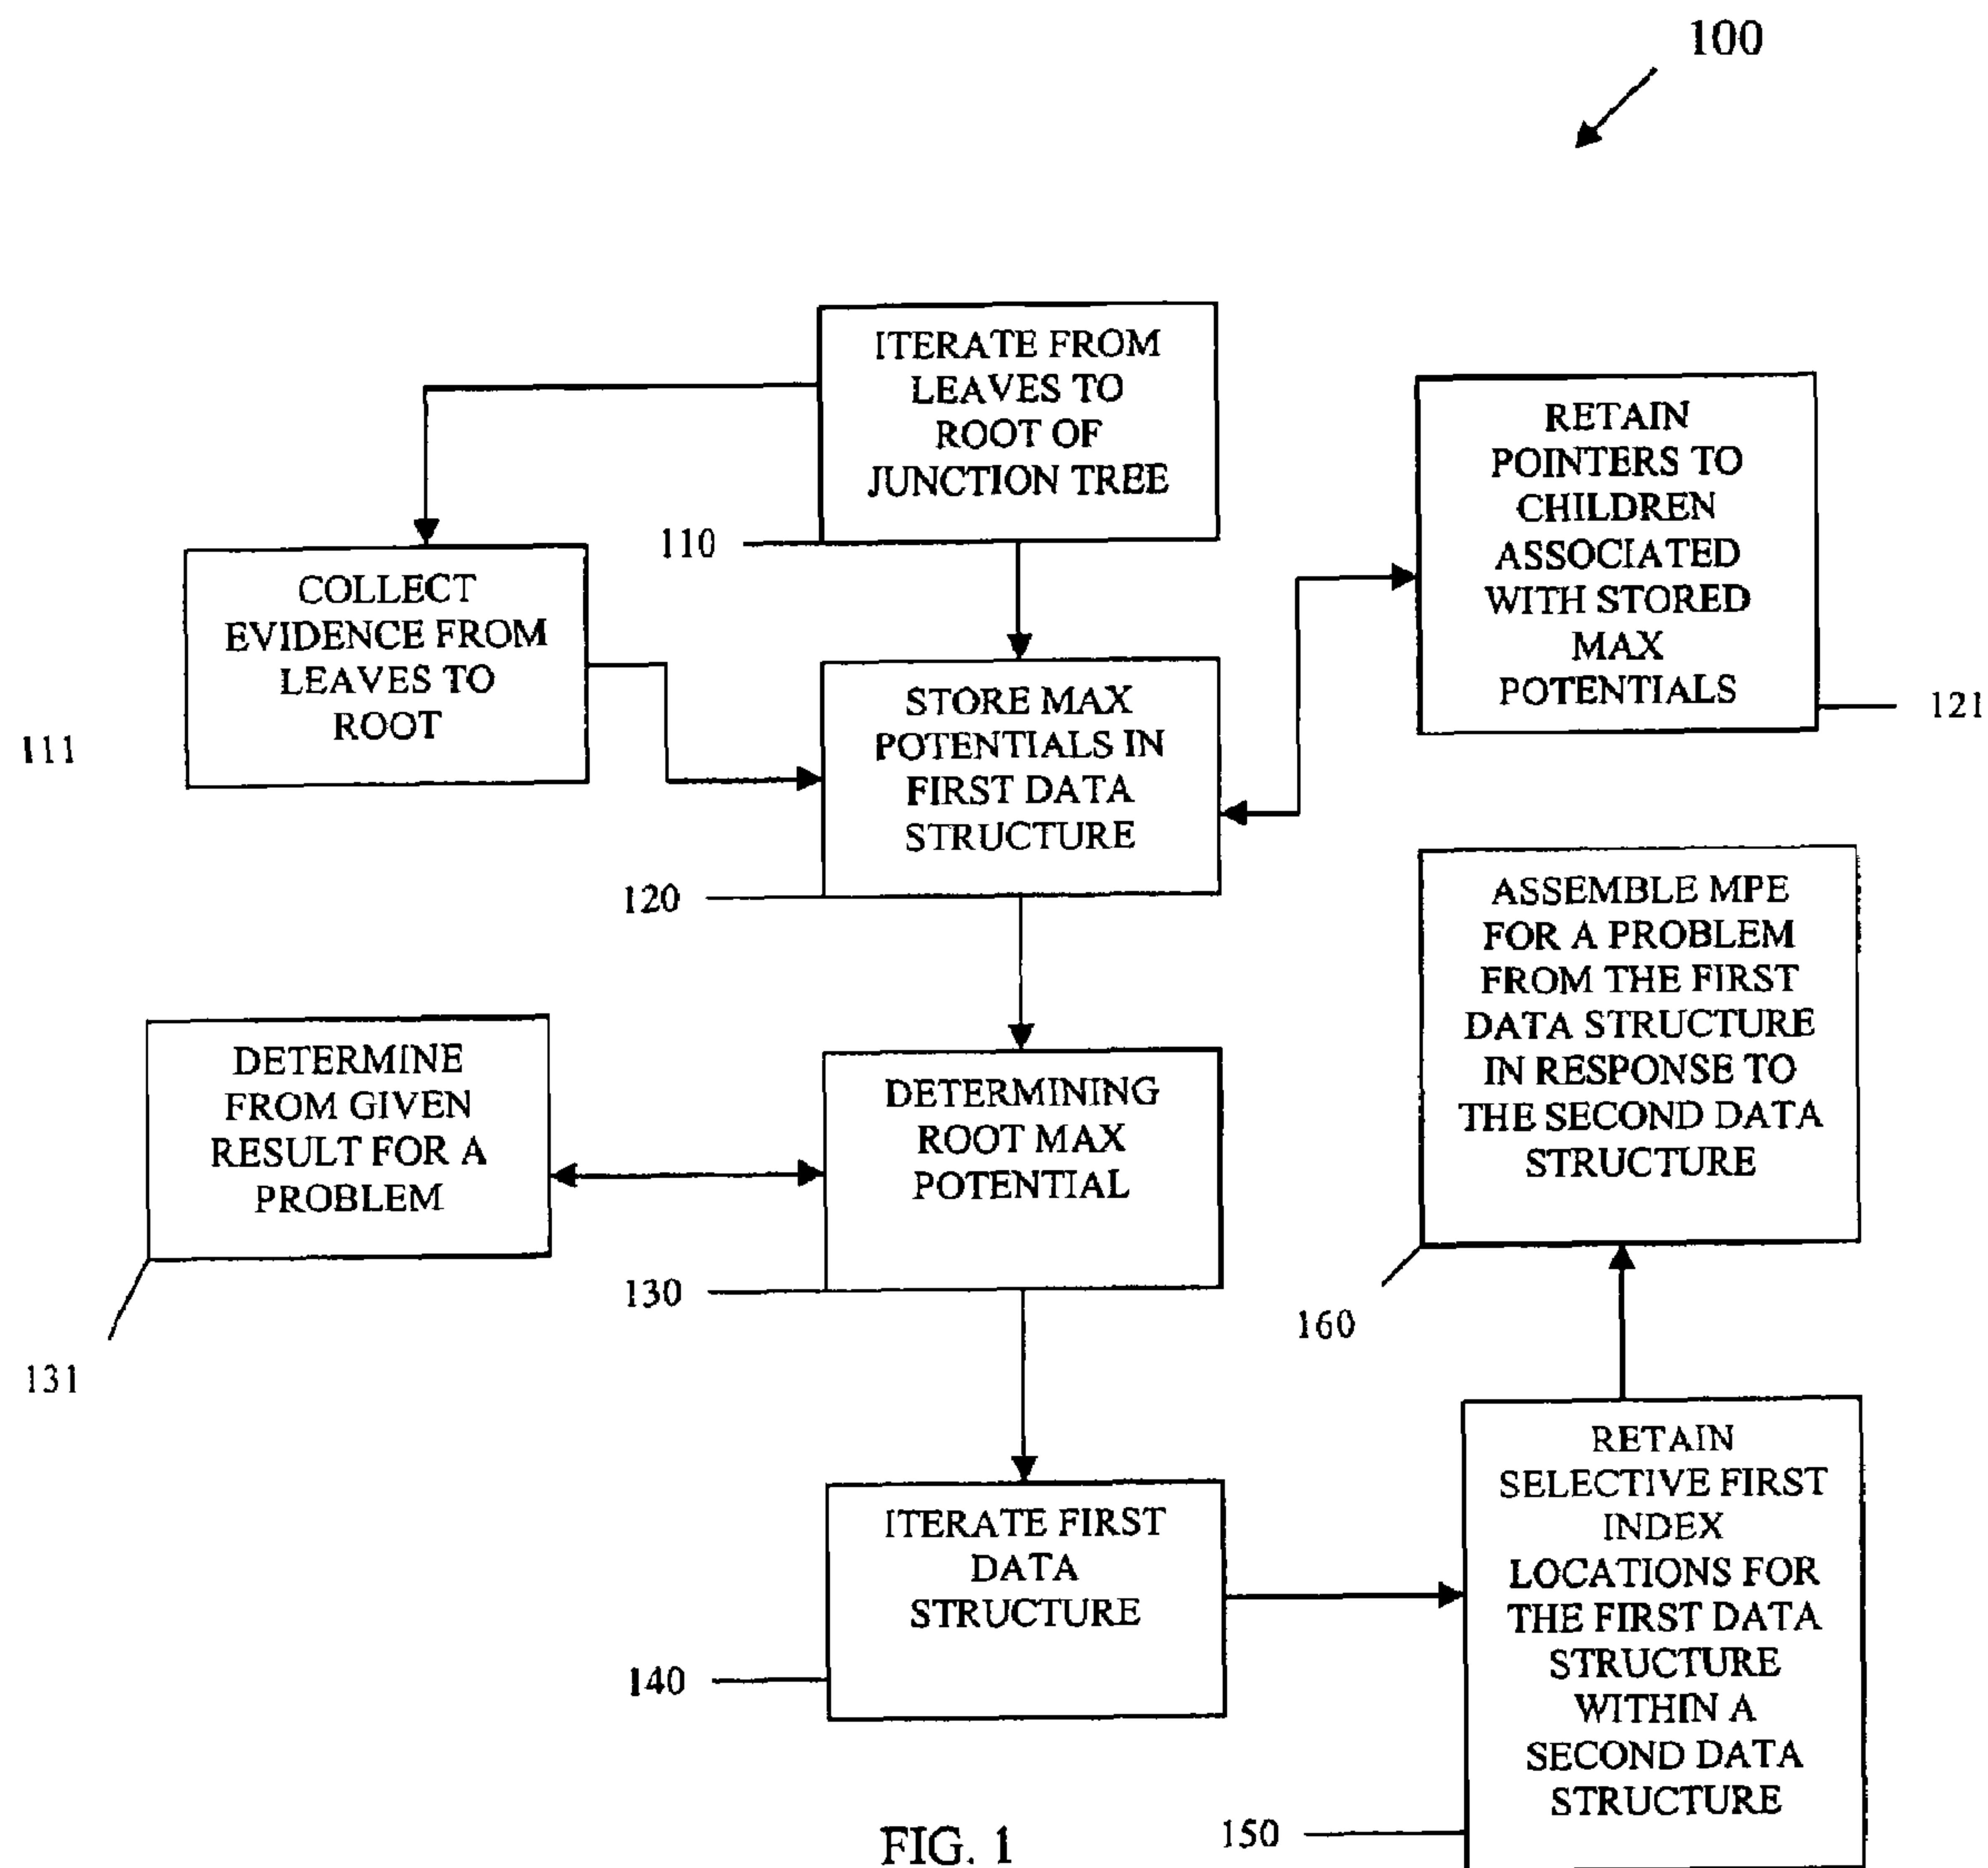 100
ITERATE FROM
LEAVES TO
ROOT OF
JUNCTION TREE
110
RETAIN
POINTERS TO
CHILDREN
ASSOCIATED
WITH STORED
MAX
POTENTIALS
121
COLLECT
EVIDENCE FROM
LEAVES TO
ROOT
111
STORE MAX
POTENTIALS IN
FIRST DATA
STRUCTURE
120
ASSEMBLE MPE
FOR A PROBLEM
FROM THE FIRST
DATA STRUCTURE
IN RESPONSE TO
THE SECOND DATA
STRUCTURE
160
DETERMINE
FROM GIVEN
RESULT FOR A
PROBLEM
131
DETERMINING
ROOT MAX
POTENTIAL
130
ITERATE FIRST
DATA
STRUCTURE
140
RETAIN
SELECTIVE FIRST
INDEX
LOCATIONS FOR
THE FIRST DATA
STRUCTURE
WITHIN A
SECOND DATA
STRUCTURE
150
FIG. 1